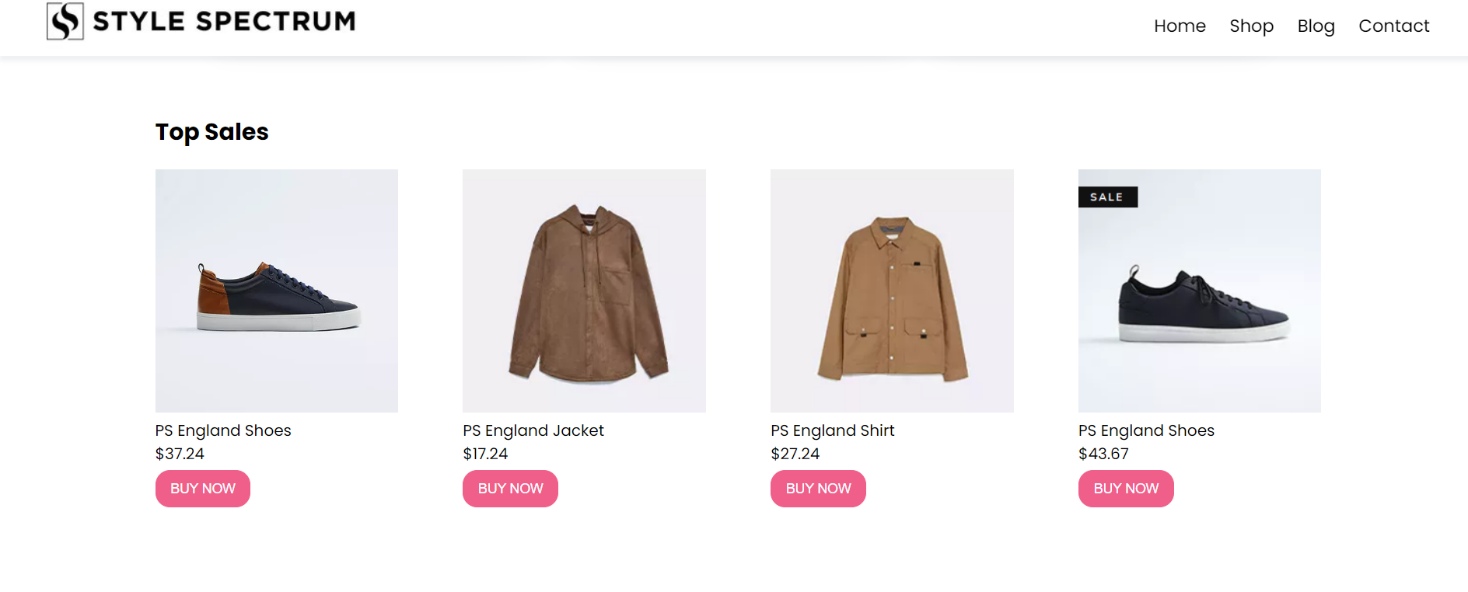 STYLE SPECTRUM
Home Shop Blog Contact
Top Sales
SALE
PS England Shoes
$37.24
BUY NOW
PS England Jacket
$17.24
BUY NOW
PS England Shirt
$27.24
BUY NOW
PS England Shoes
$43.67
BUY NOW